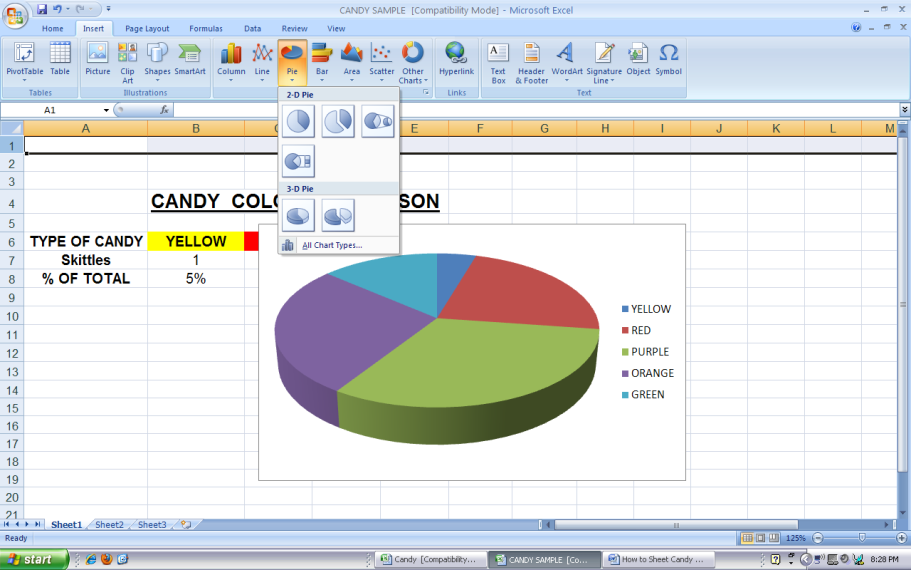 CANDY SAMPLE [Compatibility Mode] - Microsoft Excel
Home Insert Page Layout Formulas Data Review View
PivotTable Table Picture Clip Art Shapes SmartArt Column Line Pie Bar Area Scatter Other Charts Hyperlink Text Box Header & Footer WordArt Signature Line Object Symbol
Tables Illustrations Links Text
A1 fx
2-D Pie
3-D Pie
All Chart Types...
A B C E F G H I J K L M
1
2
3
4 CANDY COLO SON
5
6 TYPE OF CANDY YELLOW
7 Skittles 1
8 % OF TOTAL 5%
9
10
11
12
13
14
15
16
17
18
19
20
21
YELLOW
RED
PURPLE
ORANGE
GREEN
Sheet1 Sheet2 Sheet3
Ready 125%
start Candy [Compatibility... CANDY SAMPLE [Co... How to Sheet Candy ... 8:28 PM